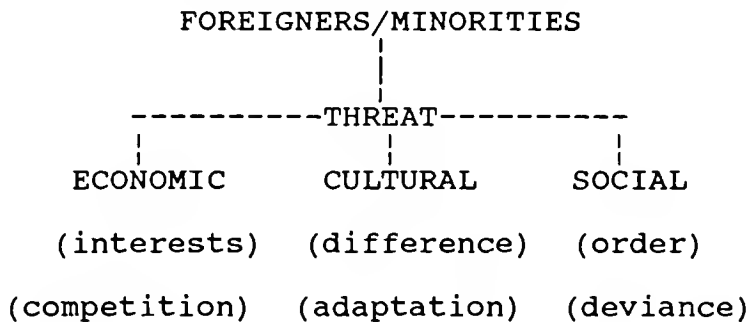 FOREIGNERS/MINORITIES
----------THREAT----------
ECONOMIC CULTURAL SOCIAL
(interests) (difference) (order)
(competition) (adaptation) (deviance)